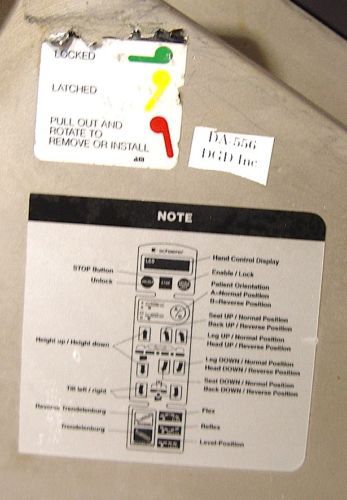 LOCKED
LATCHED
PULL OUT AND
ROTATE TO
REMOVE OR INSTALL
DA-556
DGD Inc
NOTE
schaerer
Hand Control Display
STOP Button
Enable / Lock
Unlock
Patient Orientation
A=Normal Position
B=Reverse Position
Seat UP / Normal Position
Back UP / Reverse Position
Height up / Height down
Leg UP / Normal Position
Head UP / Reverse Position
Leg DOWN / Normal Position
Head DOWN / Reverse Position
Tilt left / right
Seat DOWN / Normal Position
Back DOWN / Reverse Position
Reverse Trendelenburg
Flex
Trendelenburg
Reflex
Level-Position